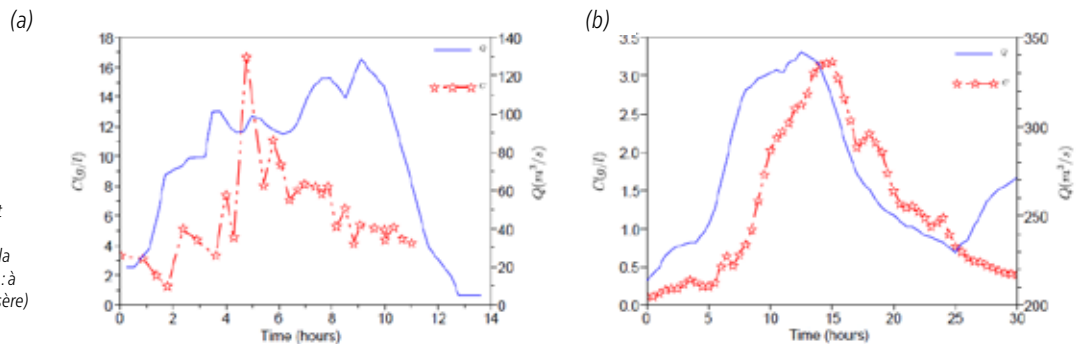 (a)
(b)
18
16
14
12
10
8
6
4
2
0
C(g/l)
140
120
100
80
60
40
20
0
Q(m³/s)
Q
C
0 2 4 6 8 10 12 14
Time (hours)
3.5
3.0
2.5
2.0
1.5
1.0
0.5
0.0
C(g/l)
350
300
250
200
Q(m³/s)
Q
C
0 5 10 15 20 25 30
Time (hours)
t
la
: à
sère)